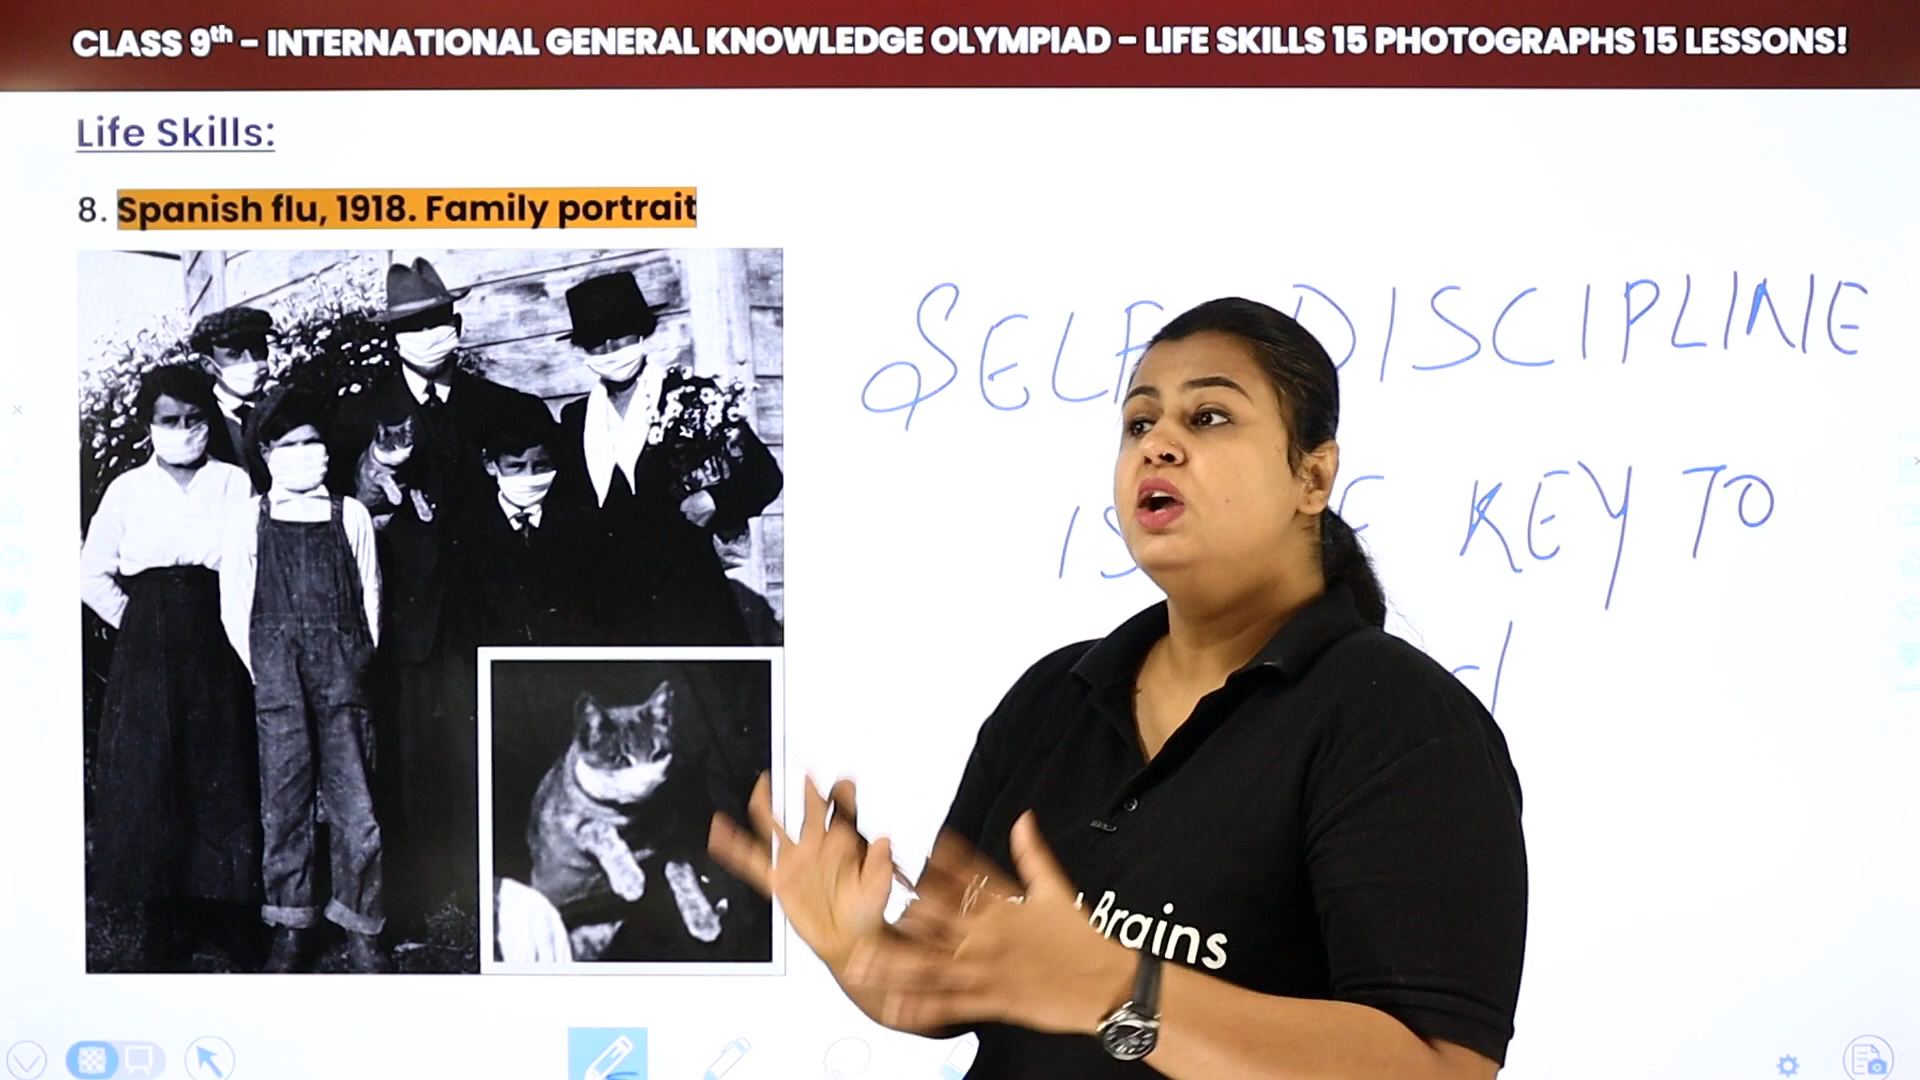 CLASS 9th - INTERNATIONAL GENERAL KNOWLEDGE OLYMPIAD - LIFE SKILLS 15 PHOTOGRAPHS 15 LESSONS!
Life Skills:
8. Spanish flu, 1918. Family portrait
SELF DISCIPLINE
IS KEY TO
Brains